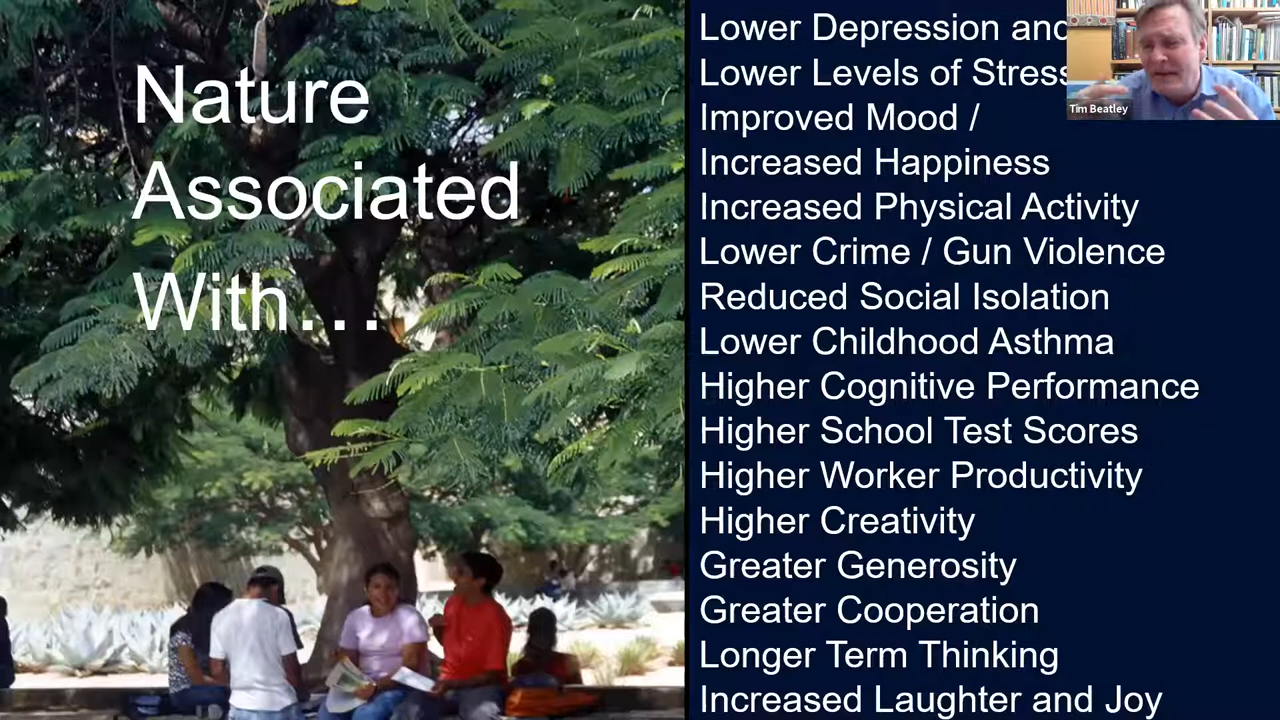 Nature
Associated
With…
Lower Depression and
Lower Levels of Stress
Improved Mood /
Increased Happiness
Increased Physical Activity
Lower Crime / Gun Violence
Reduced Social Isolation
Lower Childhood Asthma
Higher Cognitive Performance
Higher School Test Scores
Higher Worker Productivity
Higher Creativity
Greater Generosity
Greater Cooperation
Longer Term Thinking
Increased Laughter and Joy
Tim Beatley